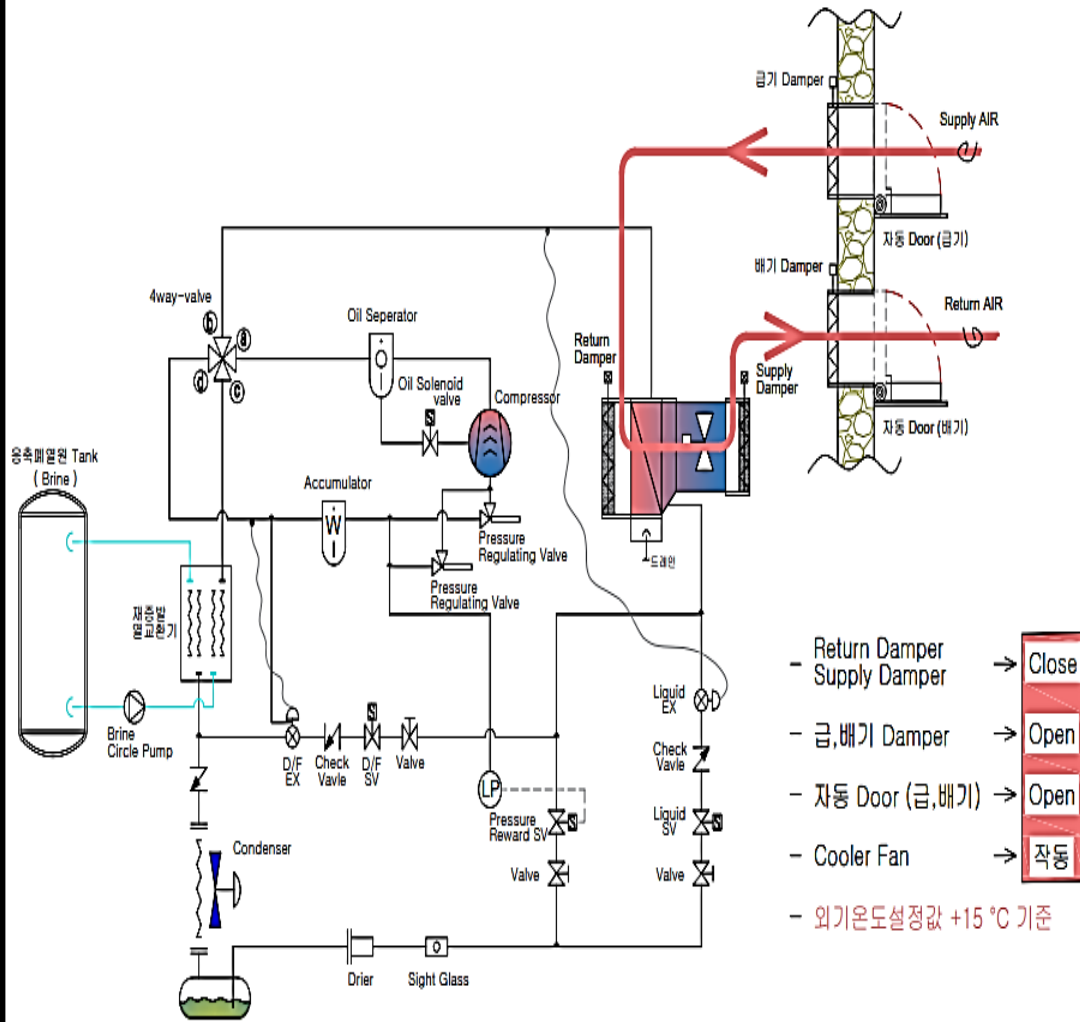 급기 Damper
Supply AIR
자동 Door (급기)
배기 Damper
Return AIR
자동 Door (배기)
4way-valve
b
a
d
c
Oil Seperator
Oil Solenoid
valve
S
Compressor
Return
Damper
Supply
Damper
드레인
응축폐열원 Tank
( Brine )
Accumulator
W
Pressure
Regulating Valve
Pressure
Regulating Valve
Brine
Circle Pump
D/F
EX
Check
Vavle
S
D/F
SV
Valve
LP
Pressure
Reward SV
S
Valve
Liquid
EX
Check
Vavle
Liquid
SV
S
Valve
Condenser
Drier
Sight Glass
- Return Damper
Supply Damper → Close
- 급,배기 Damper → Open
- 자동 Door (급,배기) → Open
- Cooler Fan → 작동
- 외기온도설정값 +15 °C 기준